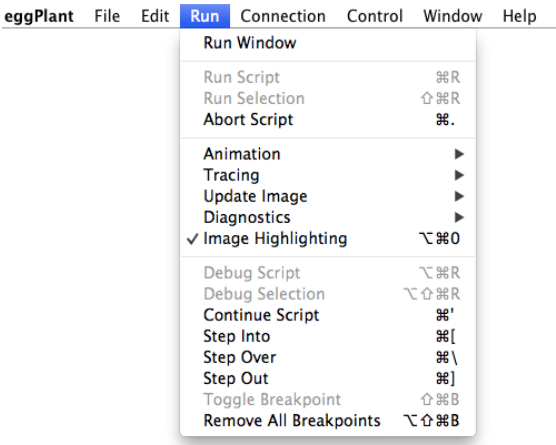 eggPlant File Edit Run Connection Control Window Help
Run Window
Run Script ⌘R
Run Selection ⇧⌘R
Abort Script ⌘.
Animation ▶
Tracing ▶
Update Image ▶
Diagnostics ▶
✓ Image Highlighting ⌥⌘0
Debug Script ⌥⌘R
Debug Selection ⌥⇧⌘R
Continue Script ⌘'
Step Into ⌘[
Step Over ⌘\
Step Out ⌘]
Toggle Breakpoint ⇧⌘B
Remove All Breakpoints ⌥⇧⌘B